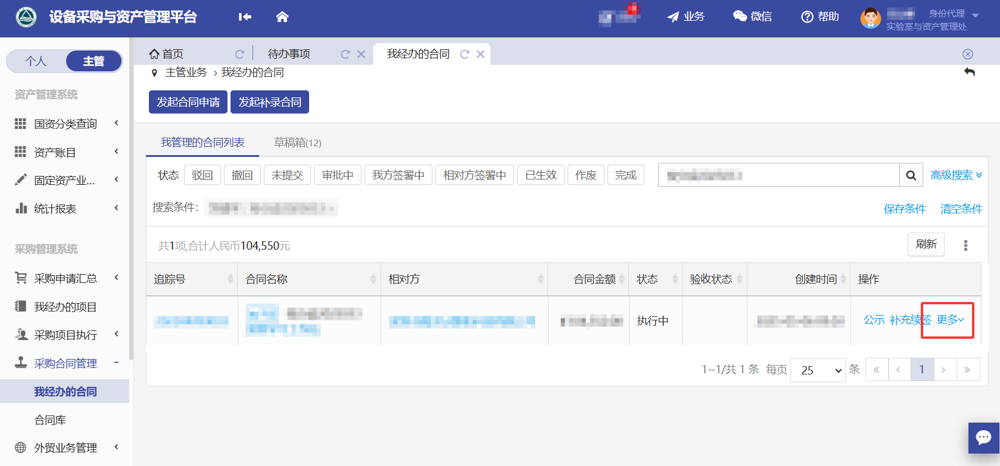 设备采购与资产管理平台
业务
微信
帮助
身份代理
实验室与资产管理处
个人
主管
首页
待办事项
我经办的合同
主管业务 › 我经办的合同
资产管理系统
国资分类查询
资产账目
固定资产业...
统计报表
采购管理系统
采购申请汇总
我经办的项目
采购项目执行
采购合同管理
我经办的合同
合同库
外贸业务管理
发起合同申请
发起补录合同
我管理的合同列表
草稿箱(12)
状态 驳回 撤回 未提交 审批中 我方签署中 相对方签署中 已生效 作废 完成
高级搜索
搜索条件:
保存条件 清空条件
共1项,合计人民币104,550元
刷新
追踪号 合同名称 相对方 合同金额 状态 验收状态 创建时间 操作
执行中 公示 补充续签 更多
1~1/共 1 条 每页 25 条 « ‹ 1 › »